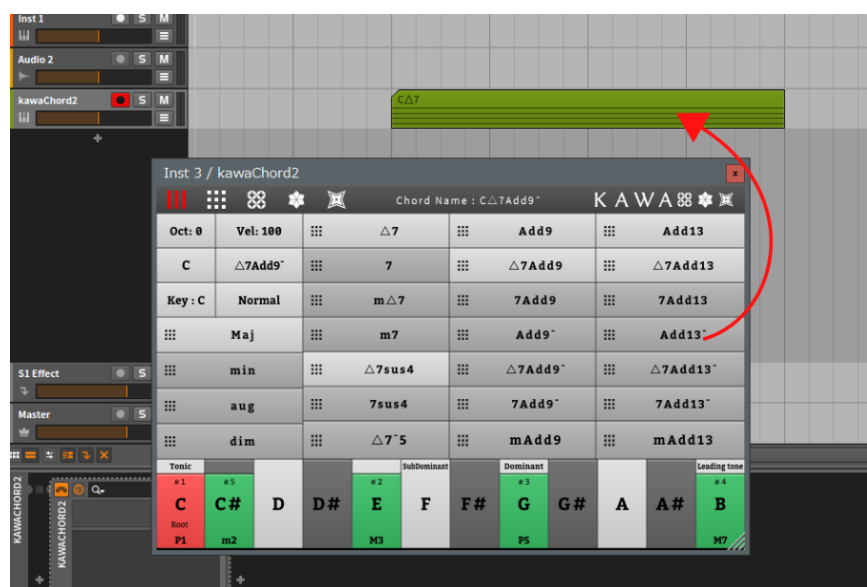 Inst 1
S M
Audio 2
S M
kawaChord2
S M
C△7
Inst 3 / kawaChord2
x
Chord Name : C△7Add9⁻
KAWA
Oct: 0 Vel: 100 △7 Add9 Add13
C △7Add9⁻ 7 △7Add9 △7Add13
Key : C Normal m△7 7Add9 7Add13
Maj m7 Add9⁻ Add13⁻
min △7sus4 △7Add9⁻ △7Add13⁻
aug 7sus4 7Add9⁻ 7Add13⁻
dim △7⁻5 mAdd9 mAdd13
Tonic SubDominant Dominant Leading tone
#1 #5 #2 #3 #4
C C# D D# E F F# G G# A A# B
Root
P1 m2 M3 P5 M7
S1 Effect
S
Master
S
KAWACHORD2
KAWACHORD2